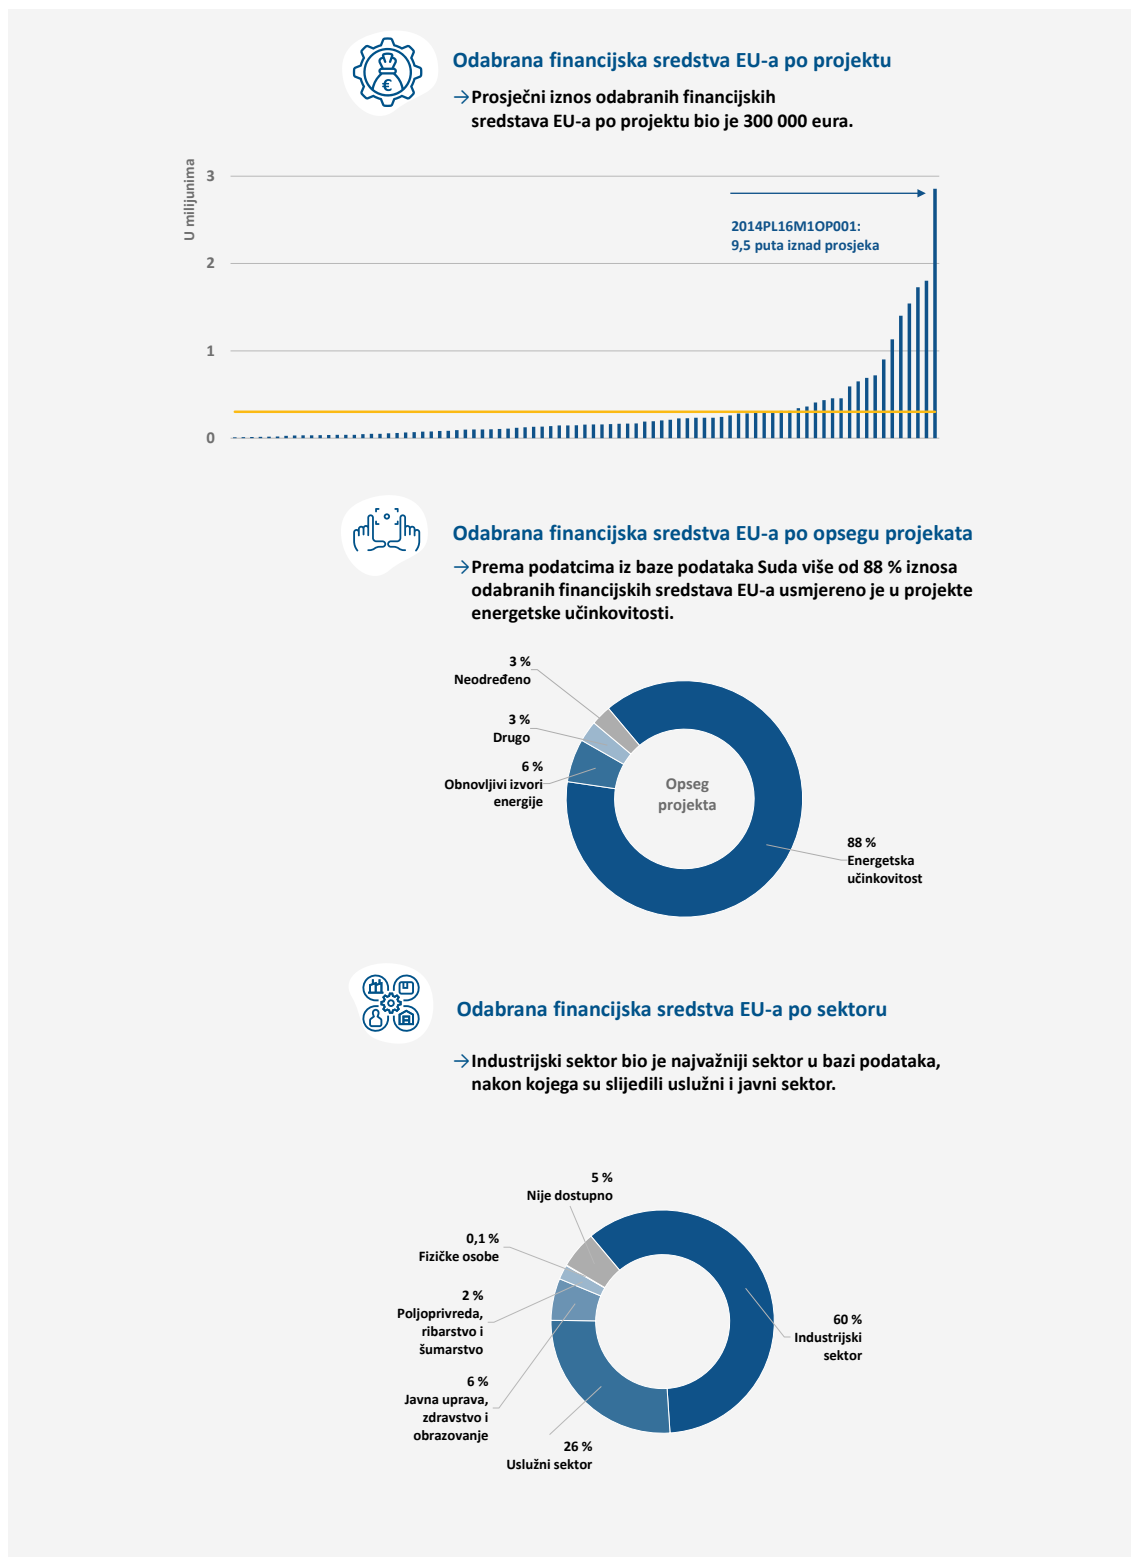 Odabrana financijska sredstva EU-a po projektu
→Prosječni iznos odabranih financijskih
sredstava EU-a po projektu bio je 300 000 eura.
U milijunima
3
2
1
0
2014PL16M1OP001:
9,5 puta iznad prosjeka
€
Odabrana financijska sredstva EU-a po opsegu projekata
→Prema podatcima iz baze podataka Suda više od 88 % iznosa
odabranih financijskih sredstava EU-a usmjereno je u projekte
energetske učinkovitosti.
3 %
Neodređeno
3 %
Drugo
6 %
Obnovljivi izvori
energije
Opseg
projekta
88 %
Energetska
učinkovitost
Odabrana financijska sredstva EU-a po sektoru
→Industrijski sektor bio je najvažniji sektor u bazi podataka,
nakon kojega su slijedili uslužni i javni sektor.
5 %
Nije dostupno
0,1 %
Fizičke osobe
2 %
Poljoprivreda,
ribarstvo i
šumarstvo
6 %
Javna uprava,
zdravstvo i
obrazovanje
26 %
Uslužni sektor
60 %
Industrijski
sektor